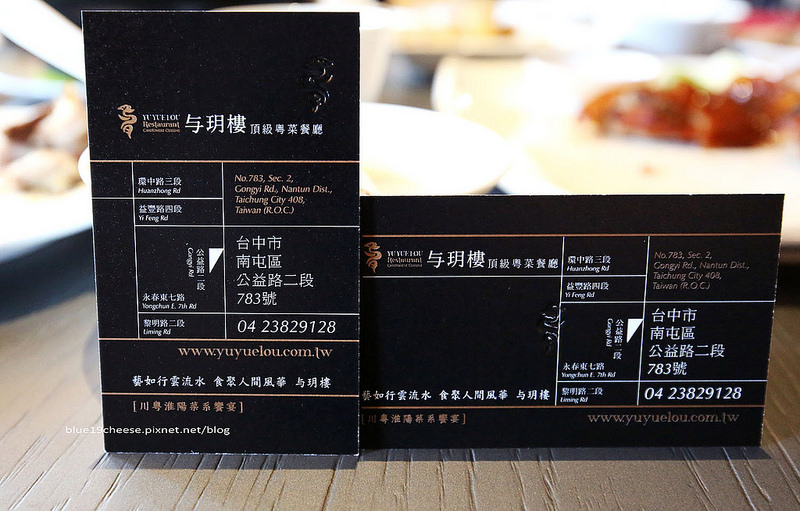 YUYUELOU
Restaurant
CANTONESE CUISINE
与玥樓 頂級粵菜餐廳
環中路三段
Huanzhong Rd
益豐路四段
Yi Feng Rd
公益路二段
Gongyi Rd
永春東七路
Yongchun E. 7th Rd
黎明路二段
Liming Rd
No.783, Sec. 2,
Gongyi Rd., Nantun Dist.,
Taichung City 408,
Taiwan (R.O.C.)
台中市
南屯區
公益路二段
783號
04 23829128
www.yuyuelou.com.tw
藝如行雲流水 食聚人間風華 与玥樓
[川粵淮陽菜系饗宴]
blue19cheese.pixnet.net/blog
YUYUELOU
Restaurant
CANTONESE CUISINE
与玥樓 頂級粵菜餐廳
環中路三段
Huanzhong Rd
益豐路四段
Yi Feng Rd
公益路二段
Gongyi Rd
永春東七路
Yongchun E. 7th Rd
黎明路二段
Liming Rd
No.783, Sec. 2,
Gongyi Rd., Nantun Dist.,
Taichung City 408,
Taiwan (R.O.C.)
台中市
南屯區
公益路二段
783號
04 23829128
藝如行雲流水 食聚人間風華 与玥樓
[川粵淮陽菜系饗宴]
www.yuyuelou.com.tw